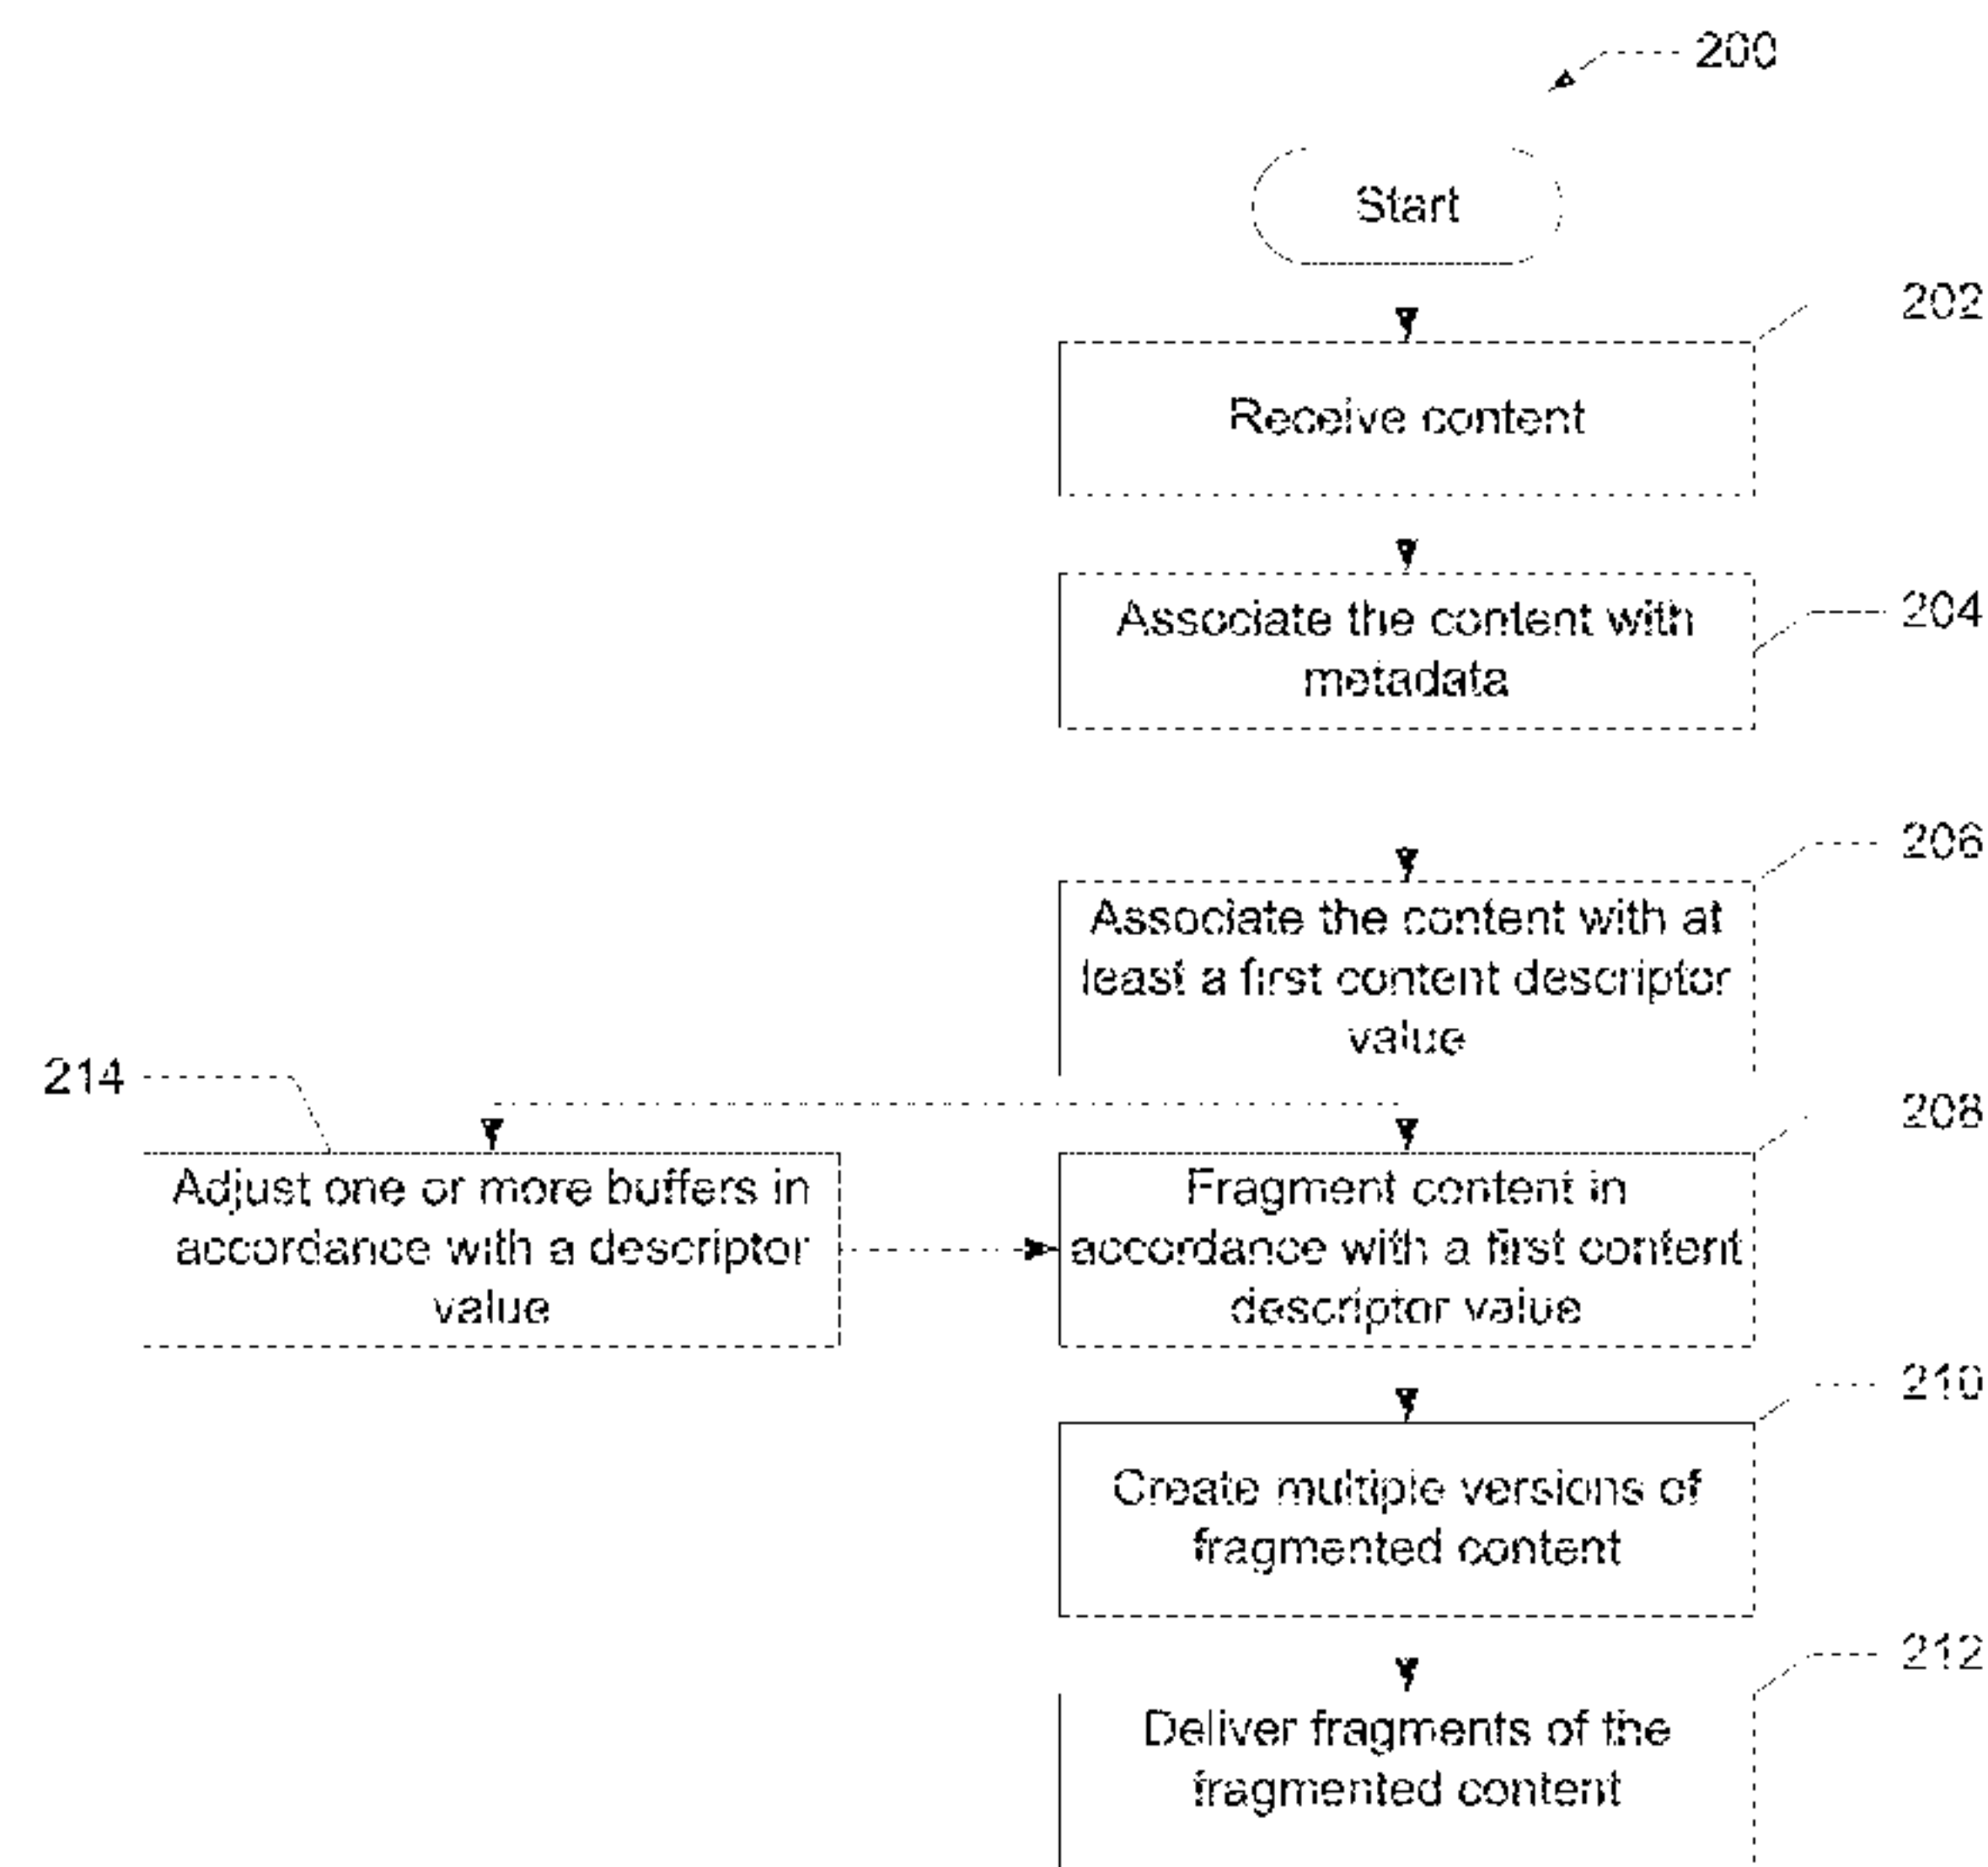 200
Start
202
Receive content
204
Associate the content with
metadata
206
Associate the content with at
least a first content descriptor
value
214
208
Adjust one or more buffers in
accordance with a descriptor
value
Fragment content in
accordance with a first content
descriptor value
210
Create multiple versions of
fragmented content
212
Deliver fragments of the
fragmented content